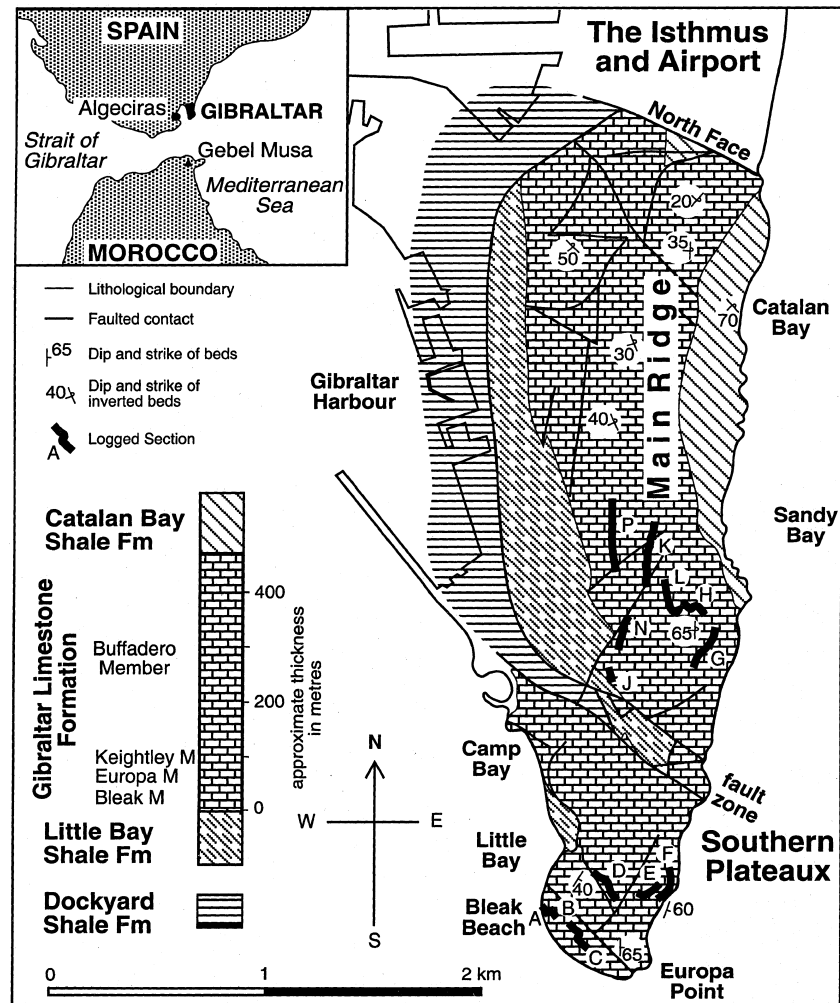 SPAIN
Algeciras
GIBRALTAR
Strait of
Gibraltar
Gebel Musa
Mediterranean
Sea
MOROCCO
The Isthmus
and Airport
North Face
20
35
50
Main Ridge
70
Catalan
Bay
30
40
Gibraltar
Harbour
Sandy
Bay
P
K
L
H
N
65
G
J
Lithological boundary
Faulted contact
65
Dip and strike of beds
40
Dip and strike of
inverted beds
A
Logged Section
Catalan Bay
Shale Fm
Gibraltar Limestone
Formation
400
Buffadero
Member
200
approximate thickness
in metres
Keightley M
Europa M
Bleak M
0
Little Bay
Shale Fm
Dockyard
Shale Fm
N
W
E
S
Camp
Bay
fault
zone
Little
Bay
Southern
Plateaux
F
D
E
40
60
Bleak
Beach
A
B
C
65
Europa
Point
0
1
2 km